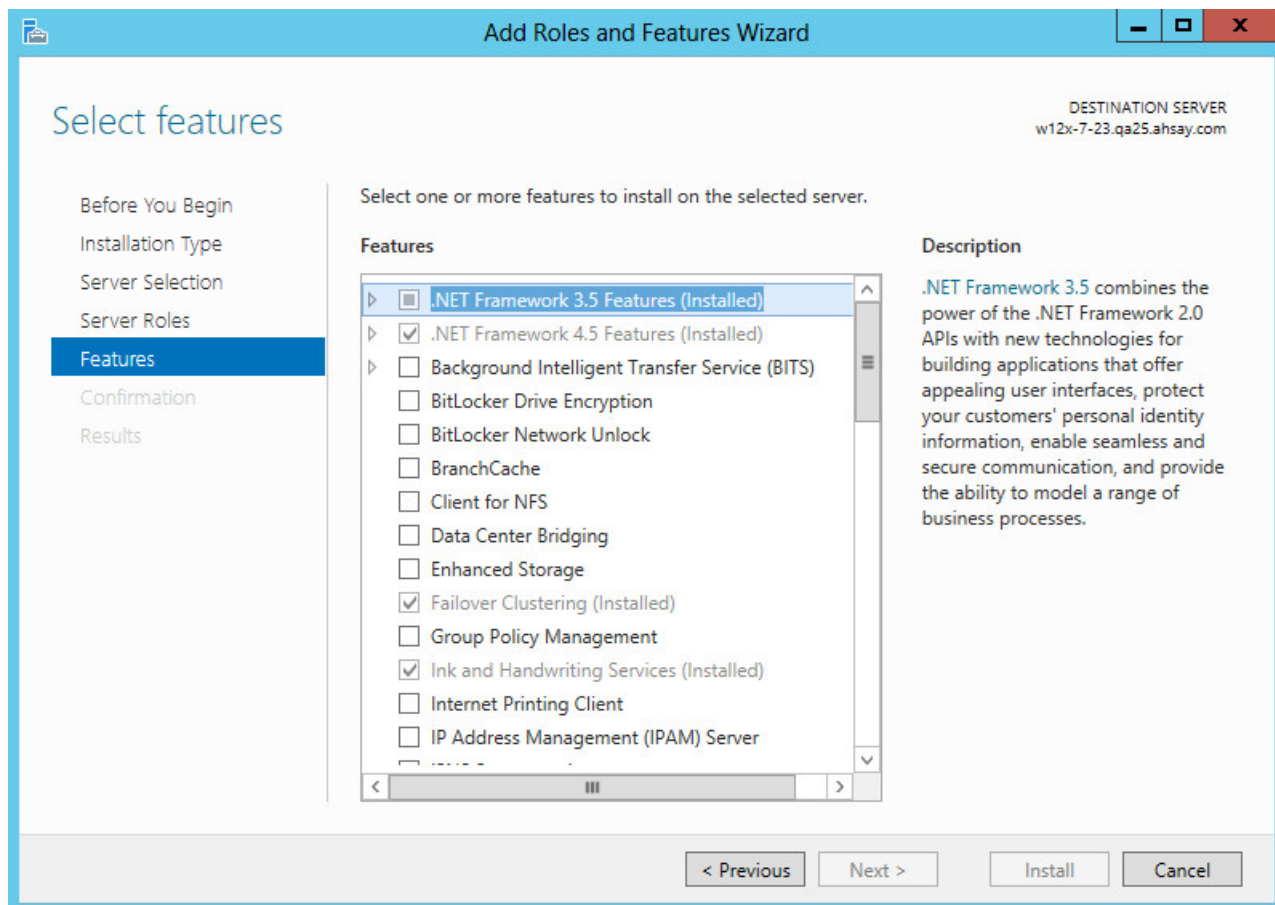 Add Roles and Features Wizard
Select features
DESTINATION SERVER
w12x-7-23.qa25.ahsay.com
Before You Begin
Installation Type
Server Selection
Server Roles
Features
Confirmation
Results
Select one or more features to install on the selected server.
Features
.NET Framework 3.5 Features (Installed)
.NET Framework 4.5 Features (Installed)
Background Intelligent Transfer Service (BITS)
BitLocker Drive Encryption
BitLocker Network Unlock
BranchCache
Client for NFS
Data Center Bridging
Enhanced Storage
Failover Clustering (Installed)
Group Policy Management
Ink and Handwriting Services (Installed)
Internet Printing Client
IP Address Management (IPAM) Server
Description
.NET Framework 3.5 combines the
power of the .NET Framework 2.0
APIs with new technologies for
building applications that offer
appealing user interfaces, protect
your customers' personal identity
information, enable seamless and
secure communication, and provide
the ability to model a range of
business processes.
< Previous
Next >
Install
Cancel